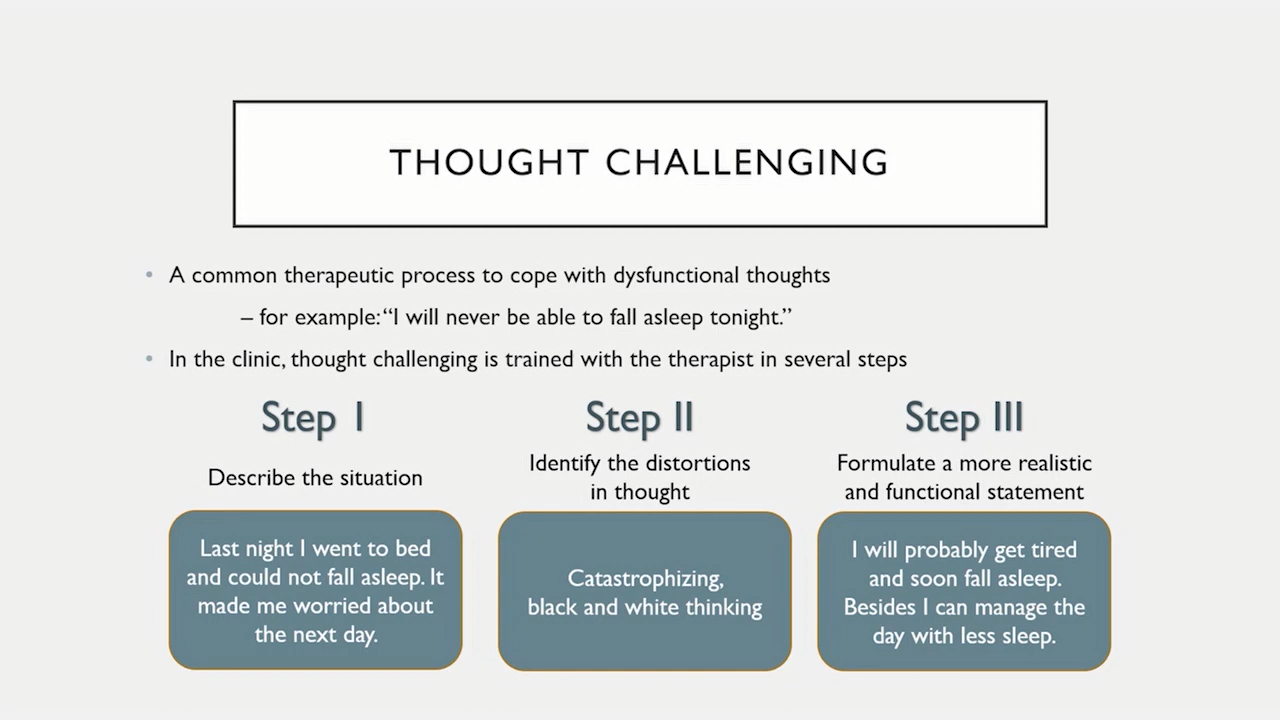 THOUGHT CHALLENGING
• A common therapeutic process to cope with dysfunctional thoughts
– for example: “I will never be able to fall asleep tonight.”
• In the clinic, thought challenging is trained with the therapist in several steps
Step I
Describe the situation
Last night I went to bed
and could not fall asleep. It
made me worried about
the next day.
Step II
Identify the distortions
in thought
Catastrophizing,
black and white thinking
Step III
Formulate a more realistic
and functional statement
I will probably get tired
and soon fall asleep.
Besides I can manage the
day with less sleep.